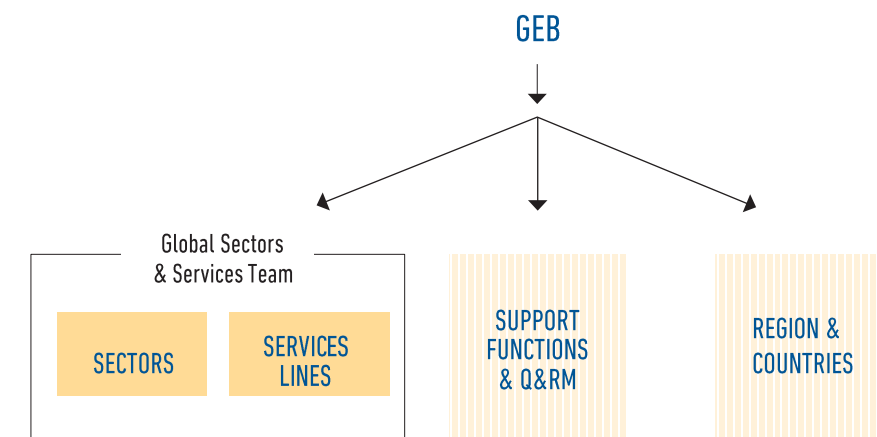 GEB
Global Sectors
& Services Team
SECTORS
SERVICES
LINES
SUPPORT
FUNCTIONS
& Q&RM
REGION &
COUNTRIES